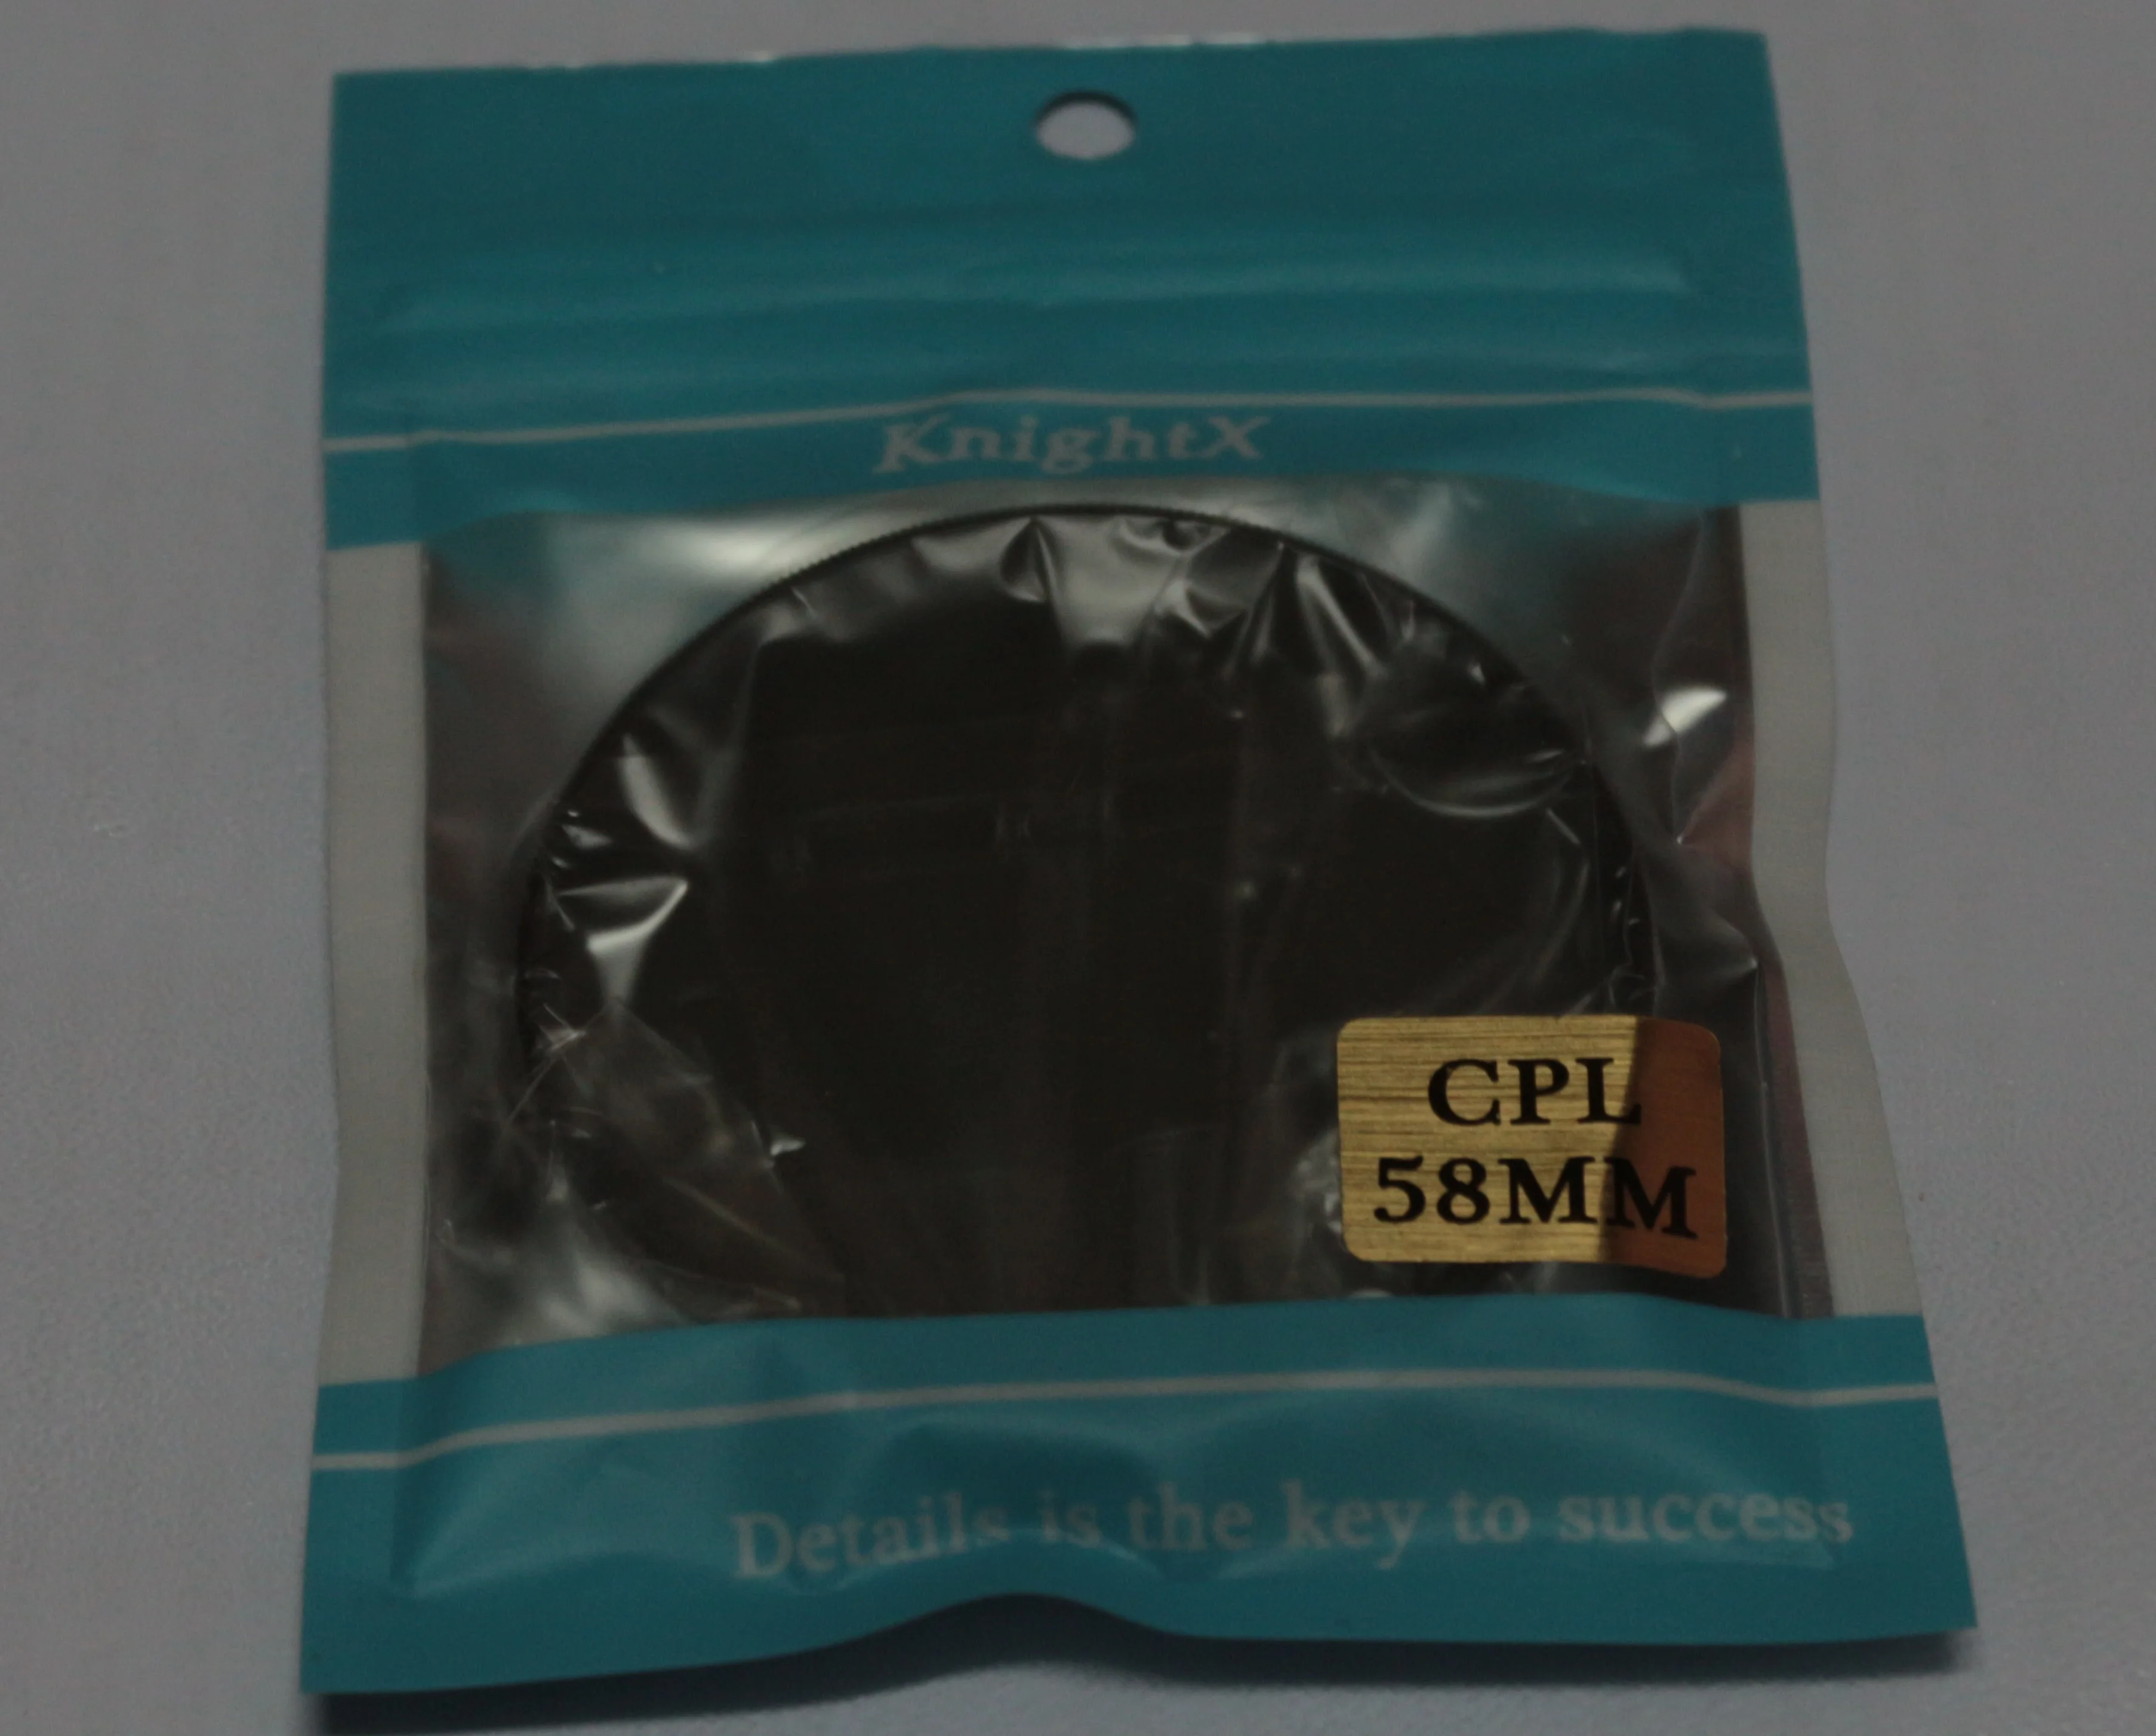 KnightX
CPL
58MM
Details is the key to success